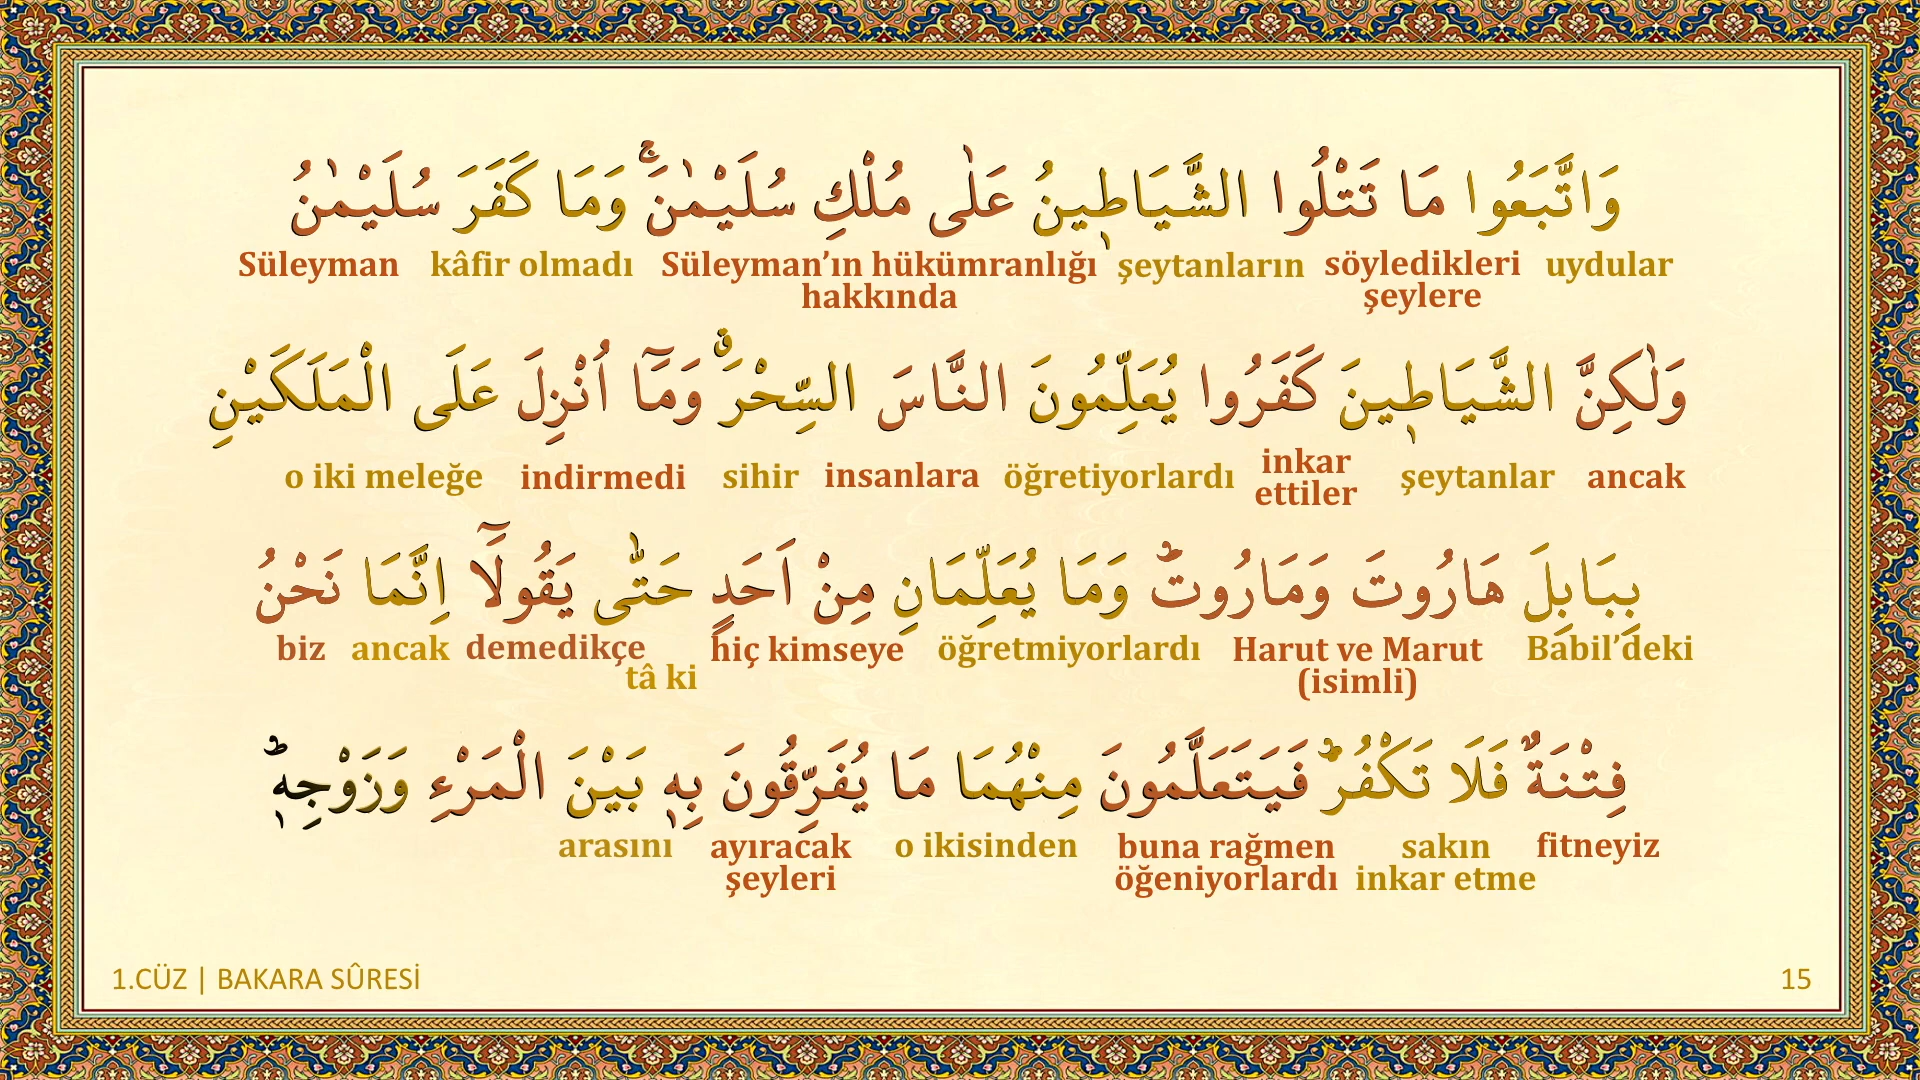 وَاتَّبَعُوا مَا تَتْلُوا الشَّيَاطٖينُ عَلٰى مُلْكِ سُلَيْمٰنَۚ وَمَا كَفَرَ سُلَيْمٰنُ
uydular söyledikleri şeylere şeytanların Süleyman’ın hükümranlığı hakkında kâfir olmadı Süleyman
وَلٰكِنَّ الشَّيَاطٖينَ كَفَرُوا يُعَلِّمُونَ النَّاسَ السِّحْرَۗ وَمَٓا اُنْزِلَ عَلَى الْمَلَكَيْنِ
ancak şeytanlar inkar ettiler öğretiyorlardı insanlara sihir indirmedi o iki meleğe
بِبَابِلَ هَارُوتَ وَمَارُوتَؕ وَمَا يُعَلِّمَانِ مِنْ اَحَدٍ حَتّٰى يَقُولَٓا اِنَّمَا نَحْنُ
Babil’deki Harut ve Marut (isimli) öğretmiyorlardı hiç kimseye tâ ki demedikçe ancak biz
فِتْنَةٌ فَلَا تَكْفُرْؕ فَيَتَعَلَّمُونَ مِنْهُمَا مَا يُفَرِّقُونَ بِهٖ بَيْنَ الْمَرْءِ وَزَوْجِهٖؕ
fitneyiz sakın inkar etme buna rağmen öğeniyorlardı o ikisinden ayıracak şeyleri arasını
1.CÜZ | BAKARA SÛRESİ
15